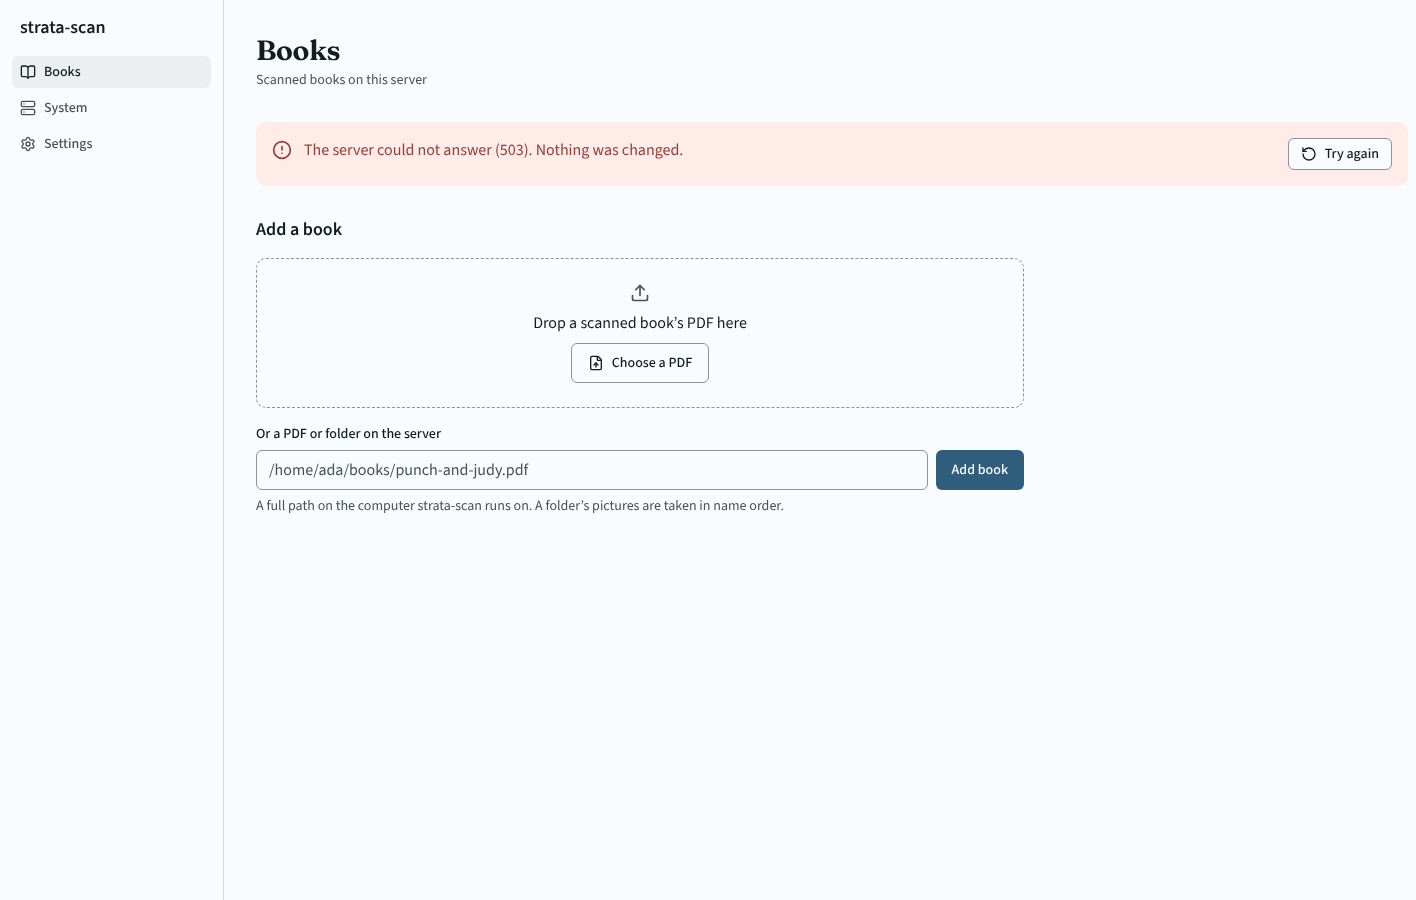 strata-scan
Books
System
Settings
Books
Scanned books on this server
The server could not answer (503). Nothing was changed.
Try again
Add a book
Drop a scanned book’s PDF here
Choose a PDF
Or a PDF or folder on the server
/home/ada/books/punch-and-judy.pdf
Add book
A full path on the computer strata-scan runs on. A folder’s pictures are taken in name order.